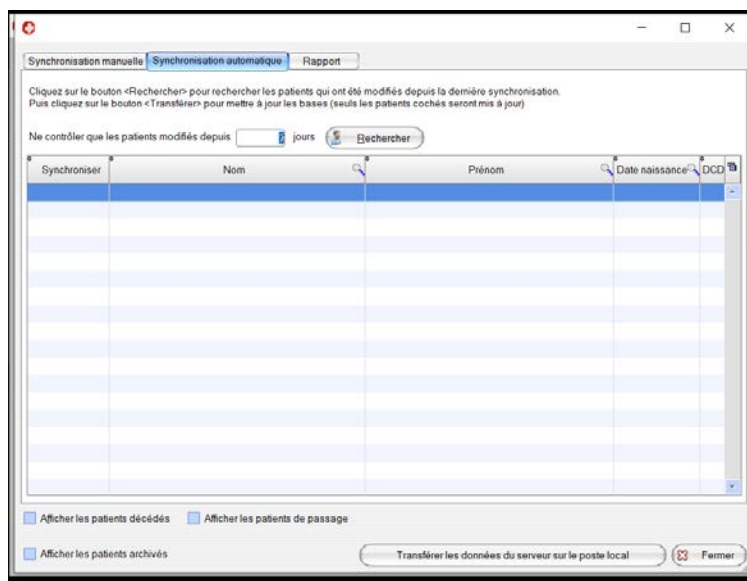 Synchronisation manuelle Synchronisation automatique Rapport
Cliquez sur le bouton <Rechercher> pour rechercher les patients qui ont été modifiés depuis la dernière synchronisation.
Puis cliquez sur le bouton <Transférer> pour mettre à jour les bases (seuls les patients cochés seront mis à jour)
Ne contrôler que les patients modifiés depuis jours Rechercher
Synchroniser Nom Prénom Date naissance DCD
Afficher les patients décédés Afficher les patients de passage
Afficher les patients archivés Transférer les données du serveur sur le poste local Fermer